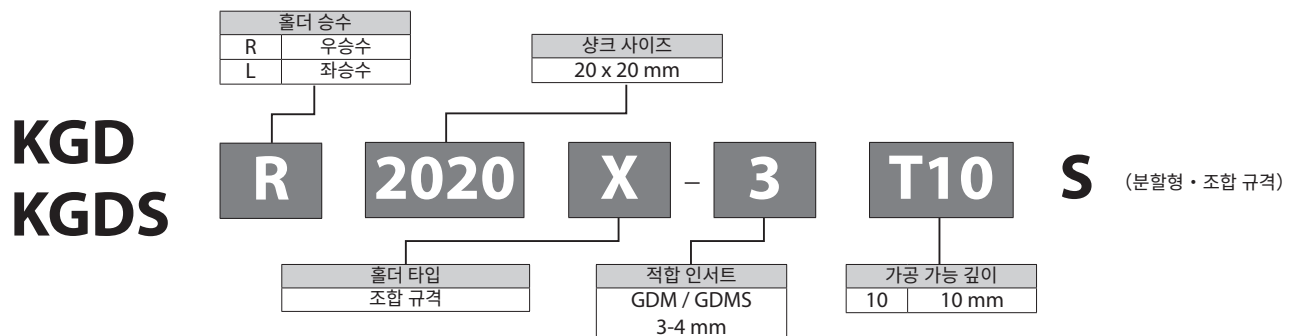 홀더 승수
R 우승수
L 좌승수
샹크 사이즈
20 x 20 mm
KGD
KGDS
R 2020 X - 3 T10 S (분할형・조합 규격)
홀더 타입
조합 규격
적합 인서트
GDM / GDMS
3-4 mm
가공 가능 깊이
10 10 mm